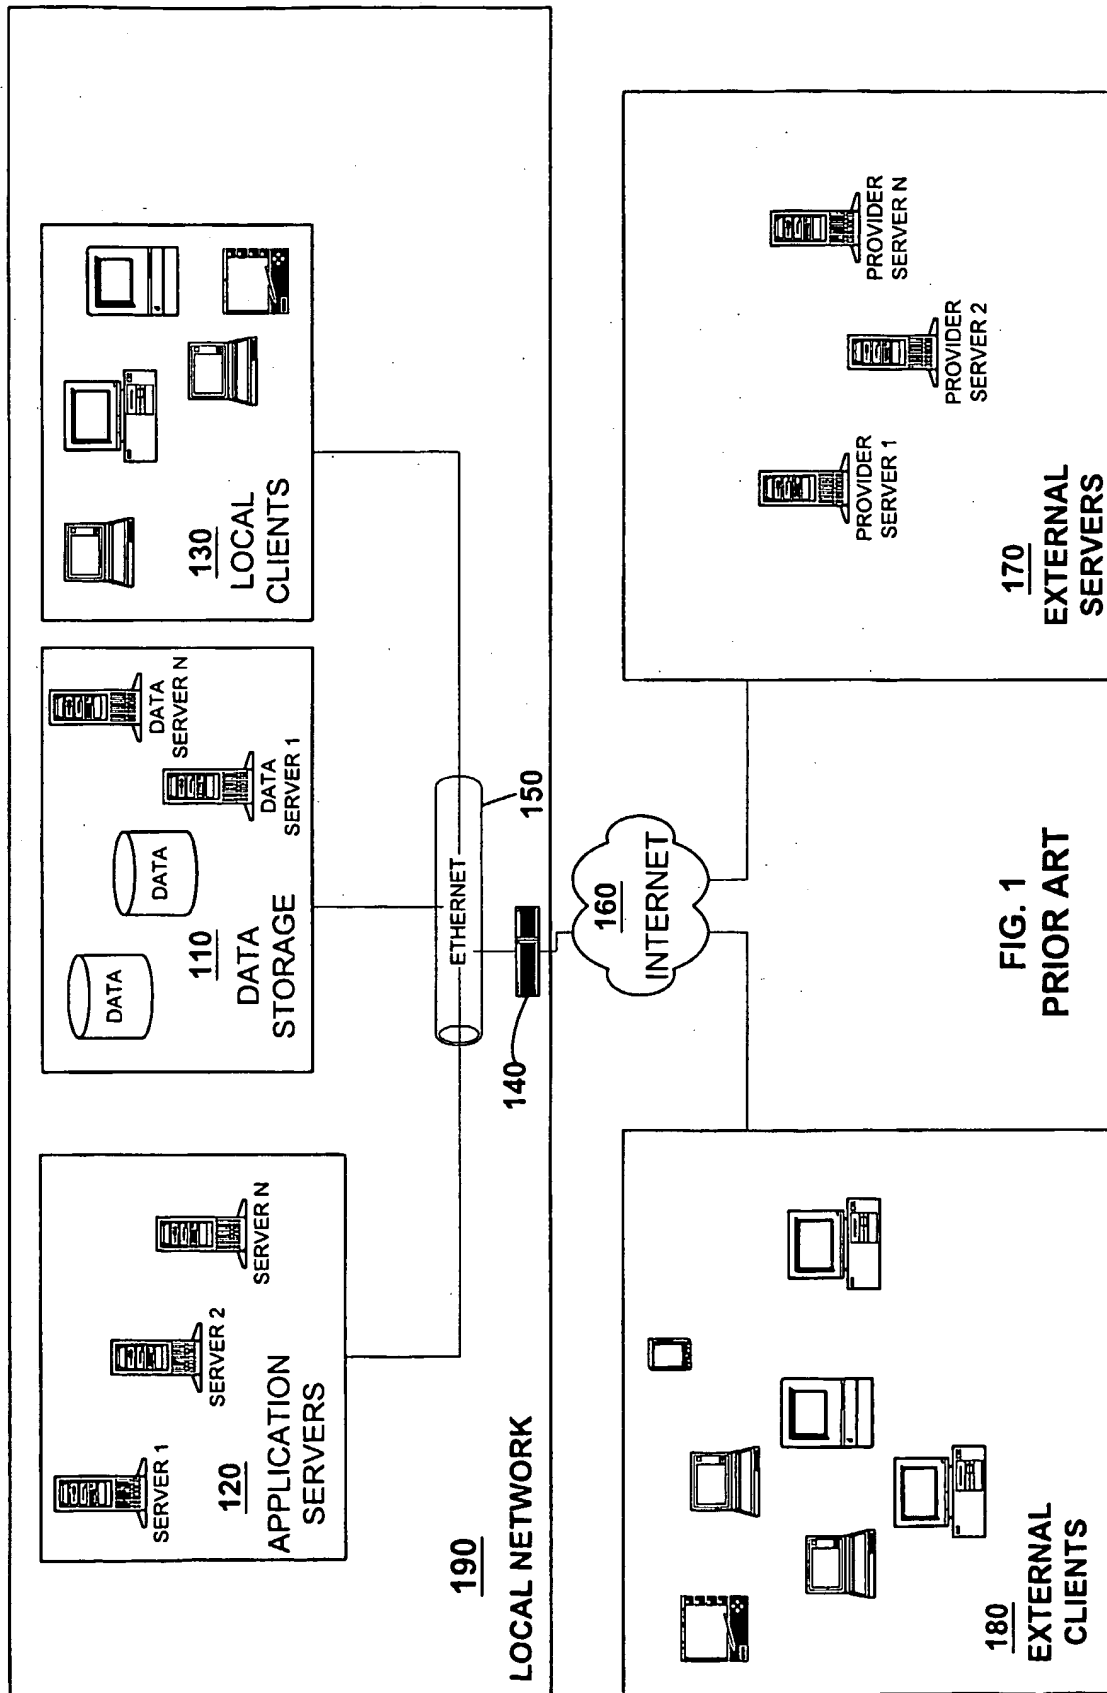 SERVER 1
SERVER 2
SERVER N
120
APPLICATION
SERVERS
DATA
DATA
DATA
SERVER 1
DATA
SERVER N
110
DATA
STORAGE
130
LOCAL
CLIENTS
ETHERNET
150
140
190
LOCAL NETWORK
160
INTERNET
180
EXTERNAL
CLIENTS
PROVIDER
SERVER 1
PROVIDER
SERVER 2
PROVIDER
SERVER N
170
EXTERNAL
SERVERS
FIG. 1
PRIOR ART